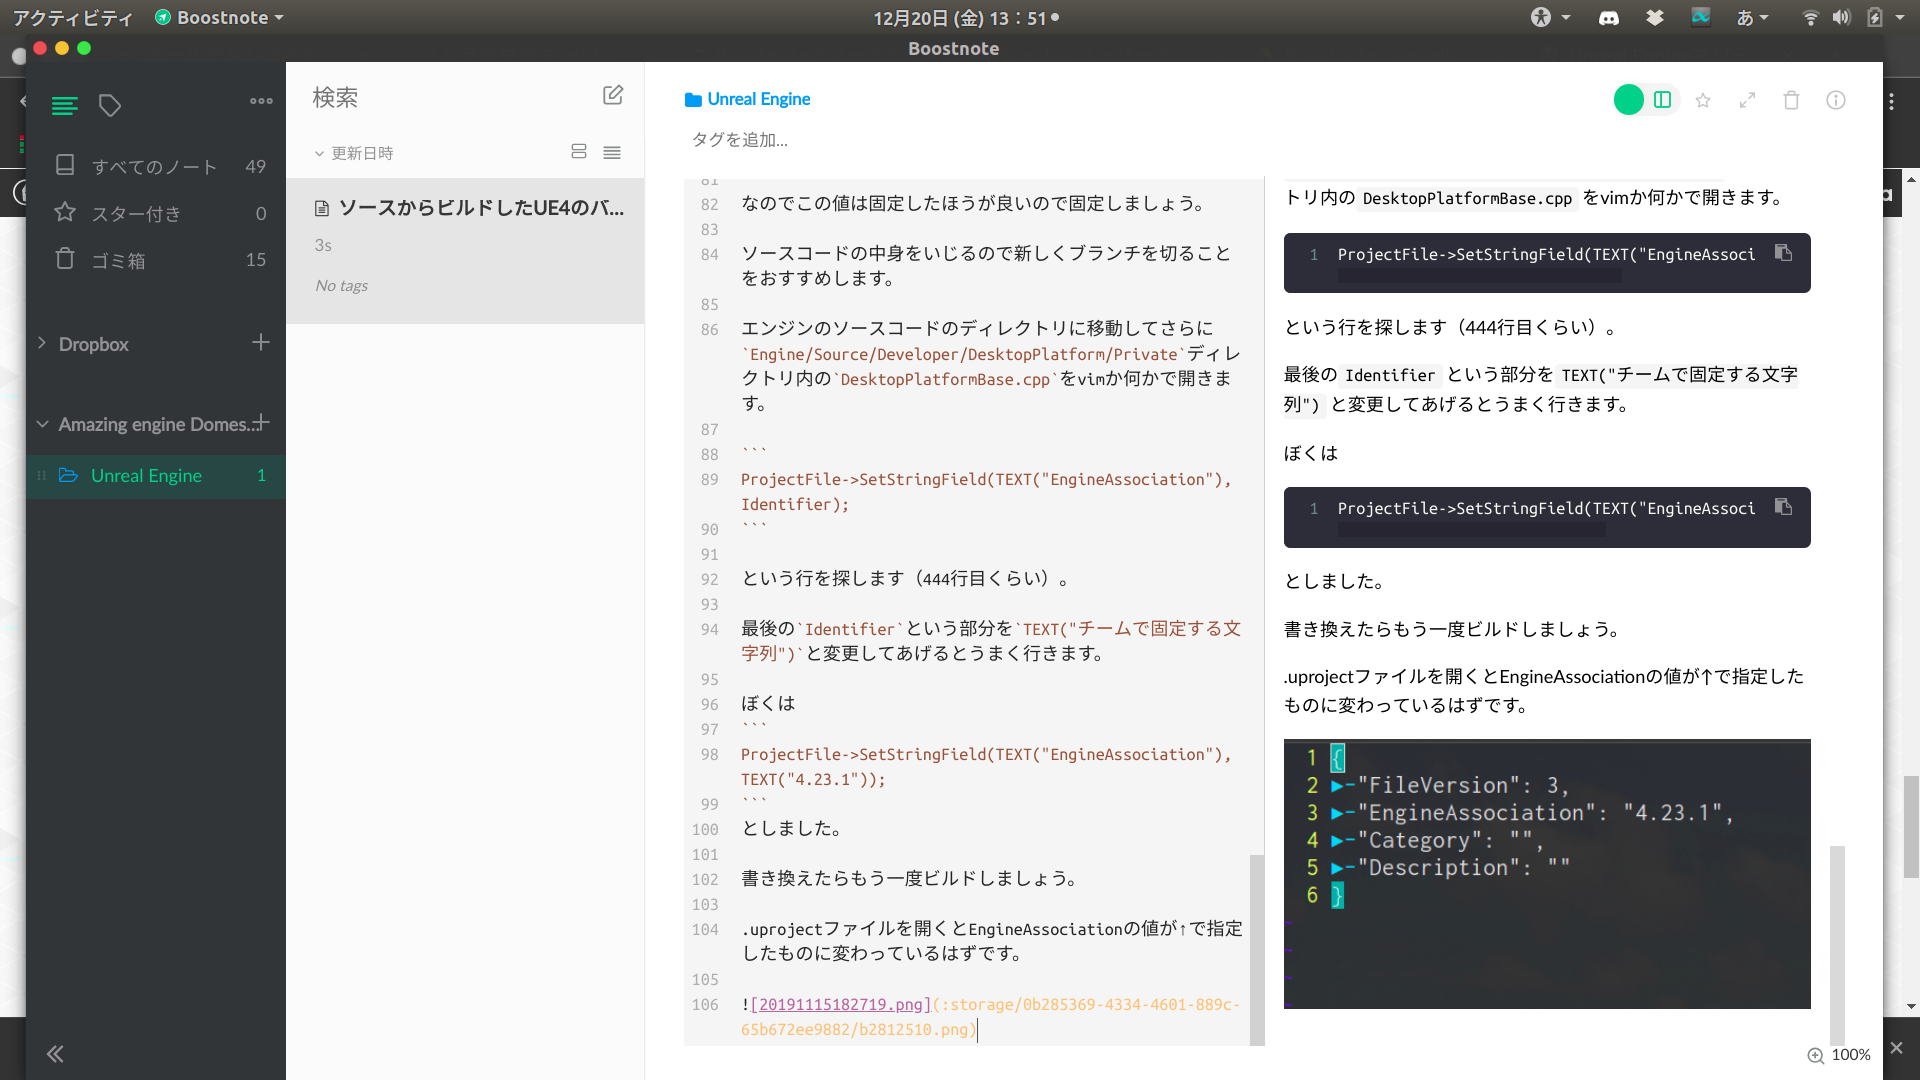 アクティビティ
Boostnote
12月20日 (金) 13：51
あ
Boostnote
すべてのノート 49
スター付き 0
ゴミ箱 15
Dropbox
Amazing engine Domes...
Unreal Engine 1
検索
更新日時
ソースからビルドしたUE4のバ...
3s
No tags
Unreal Engine
タグを追加...
81
82 なのでこの値は固定したほうが良いので固定しましょう。
83
84 ソースコードの中身をいじるので新しくブランチを切ること
をおすすめします。
85
86 エンジンのソースコードのディレクトリに移動してさらに
`Engine/Source/Developer/DesktopPlatform/Private`ディレ
クトリ内の`DesktopPlatformBase.cpp`をvimか何かで開きま
す。
87
88 ```
89 ProjectFile->SetStringField(TEXT("EngineAssociation"),
Identifier);
90 ```
91
92 という行を探します（444行目くらい）。
93
94 最後の`Identifier`という部分を`TEXT("チームで固定する文
字列")`と変更してあげるとうまく行きます。
95
96 ぼくは
97 ```
98 ProjectFile->SetStringField(TEXT("EngineAssociation"),
TEXT("4.23.1"));
99 ```
100 としました。
101
102 書き換えたらもう一度ビルドしましょう。
103
104 .uprojectファイルを開くとEngineAssociationの値が↑で指定
したものに変わっているはずです。
105
106 ![20191115182719.png](:storage/0b285369-4334-4601-889c-
65b672ee9882/b2812510.png)
トリ内の DesktopPlatformBase.cpp をvimか何かで開きます。
1 ProjectFile->SetStringField(TEXT("EngineAssoci
という行を探します（444行目くらい）。
最後の Identifier という部分を TEXT("チームで固定する文字
列") と変更してあげるとうまく行きます。
ぼくは
1 ProjectFile->SetStringField(TEXT("EngineAssoci
としました。
書き換えたらもう一度ビルドしましょう。
.uprojectファイルを開くとEngineAssociationの値が↑で指定した
ものに変わっているはずです。
1 {
2 "FileVersion": 3,
3 "EngineAssociation": "4.23.1",
4 "Category": "",
5 "Description": ""
6 }
100%